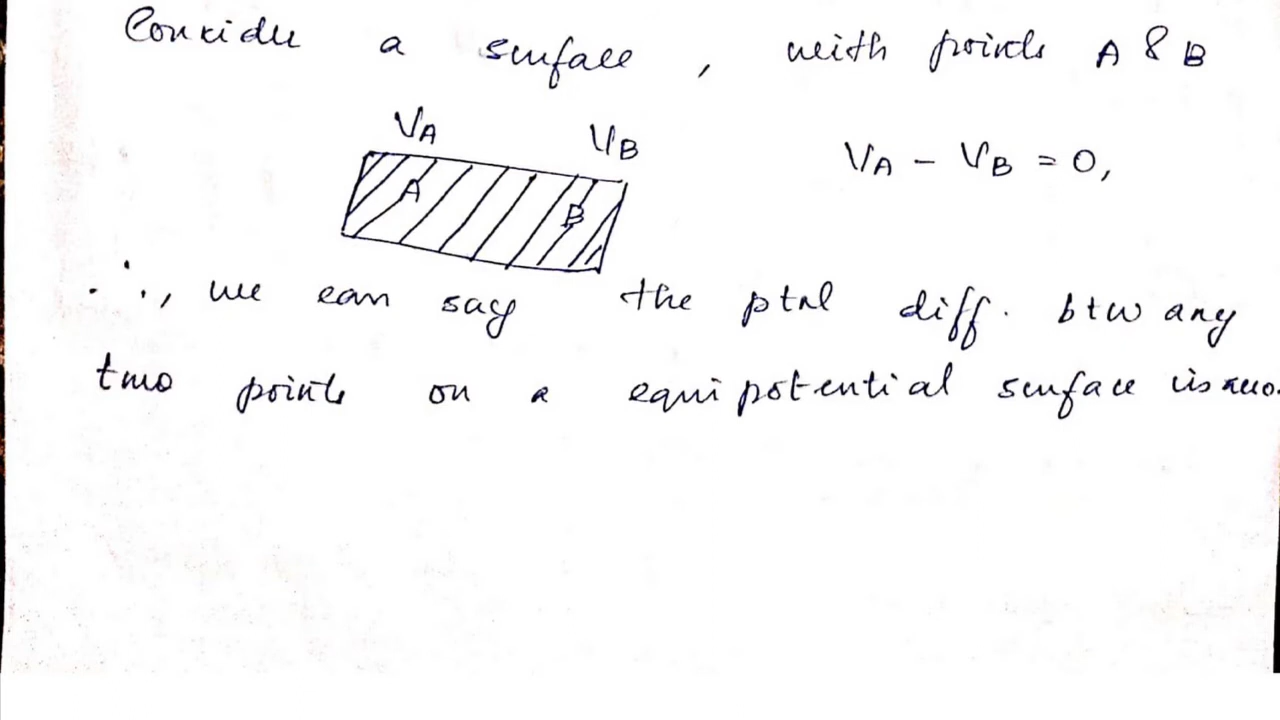 Consider a surface, with points A & B
VA VB
VA - VB = 0,
A B
∴, we can say the ptnl diff. btw any
two points on a equipotential surface is zero.